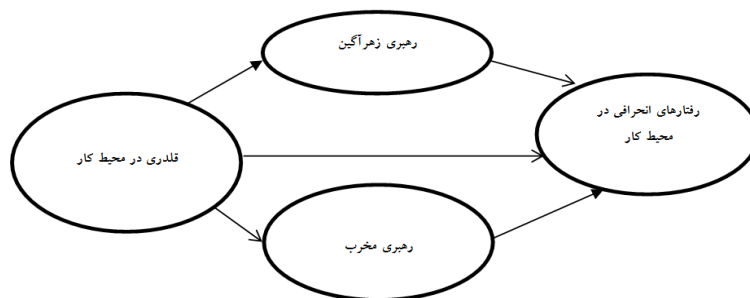 رهبری زهرآگین
رفتارهای انحرافی در
محیط کار
قلدری در محیط کار
رهبری مخرب